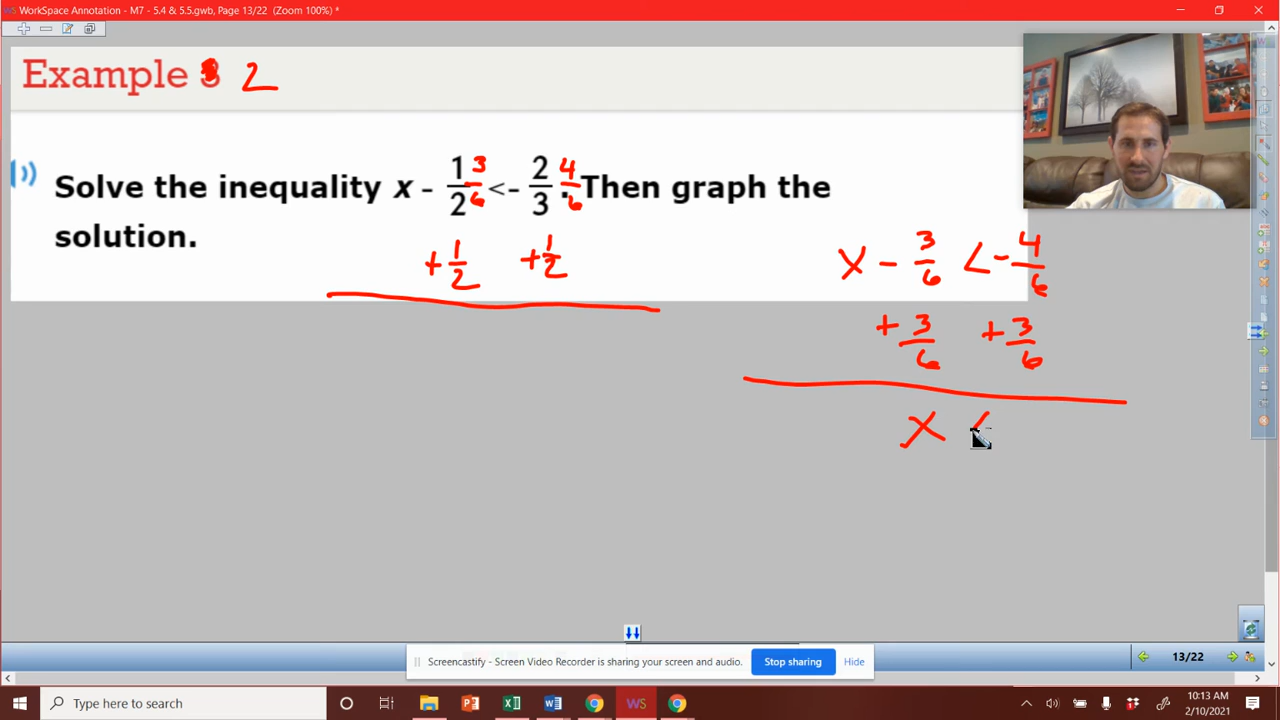 WorkSpace Annotation - M7 - 5.4 & 5.5.gwb, Page 13/22 (Zoom 100%) *
Example 2
Solve the inequality x - 1/2 3/6 < - 2/3 4/6. Then graph the
solution.
+1/2 +1/2
x - 3/6 < - 4/6
+ 3/6 + 3/6
x <
Screencastify - Screen Video Recorder is sharing your screen and audio. Stop sharing Hide
13/22
Type here to search
WS
10:13 AM
2/10/2021